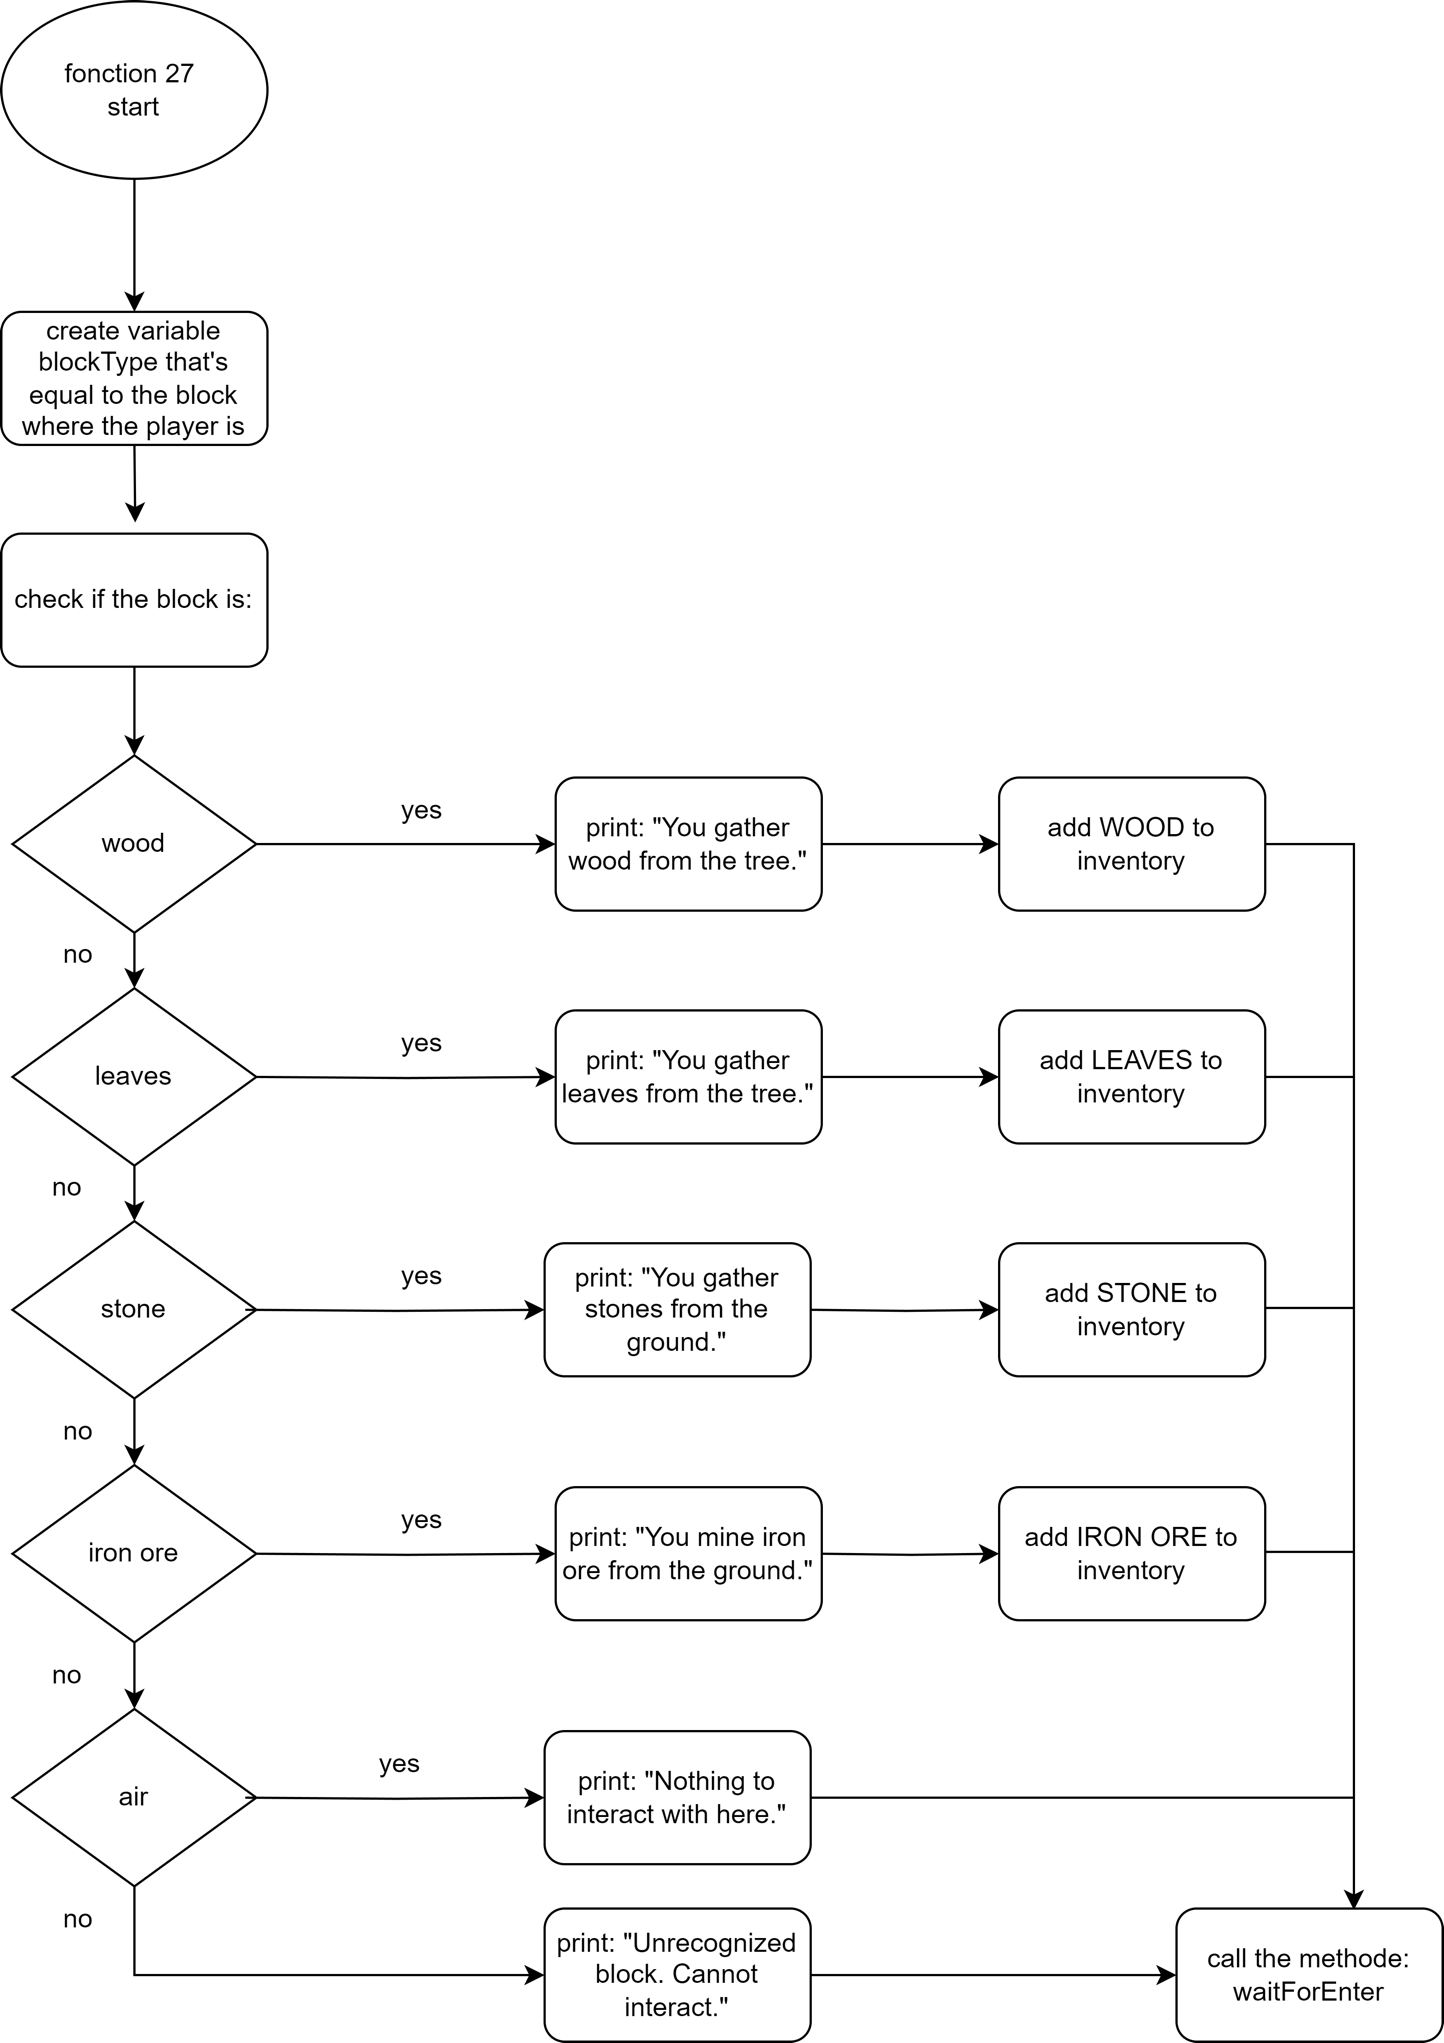 fonction 27
start
create variable
blockType that's
equal to the block
where the player is
check if the block is:
wood
yes
print: "You gather
wood from the tree."
add WOOD to
inventory
no
leaves
yes
print: "You gather
leaves from the tree."
add LEAVES to
inventory
no
stone
yes
print: "You gather
stones from the
ground."
add STONE to
inventory
no
iron ore
yes
print: "You mine iron
ore from the ground."
add IRON ORE to
inventory
no
air
yes
print: "Nothing to
interact with here."
no
print: "Unrecognized
block. Cannot
interact."
call the methode:
waitForEnter